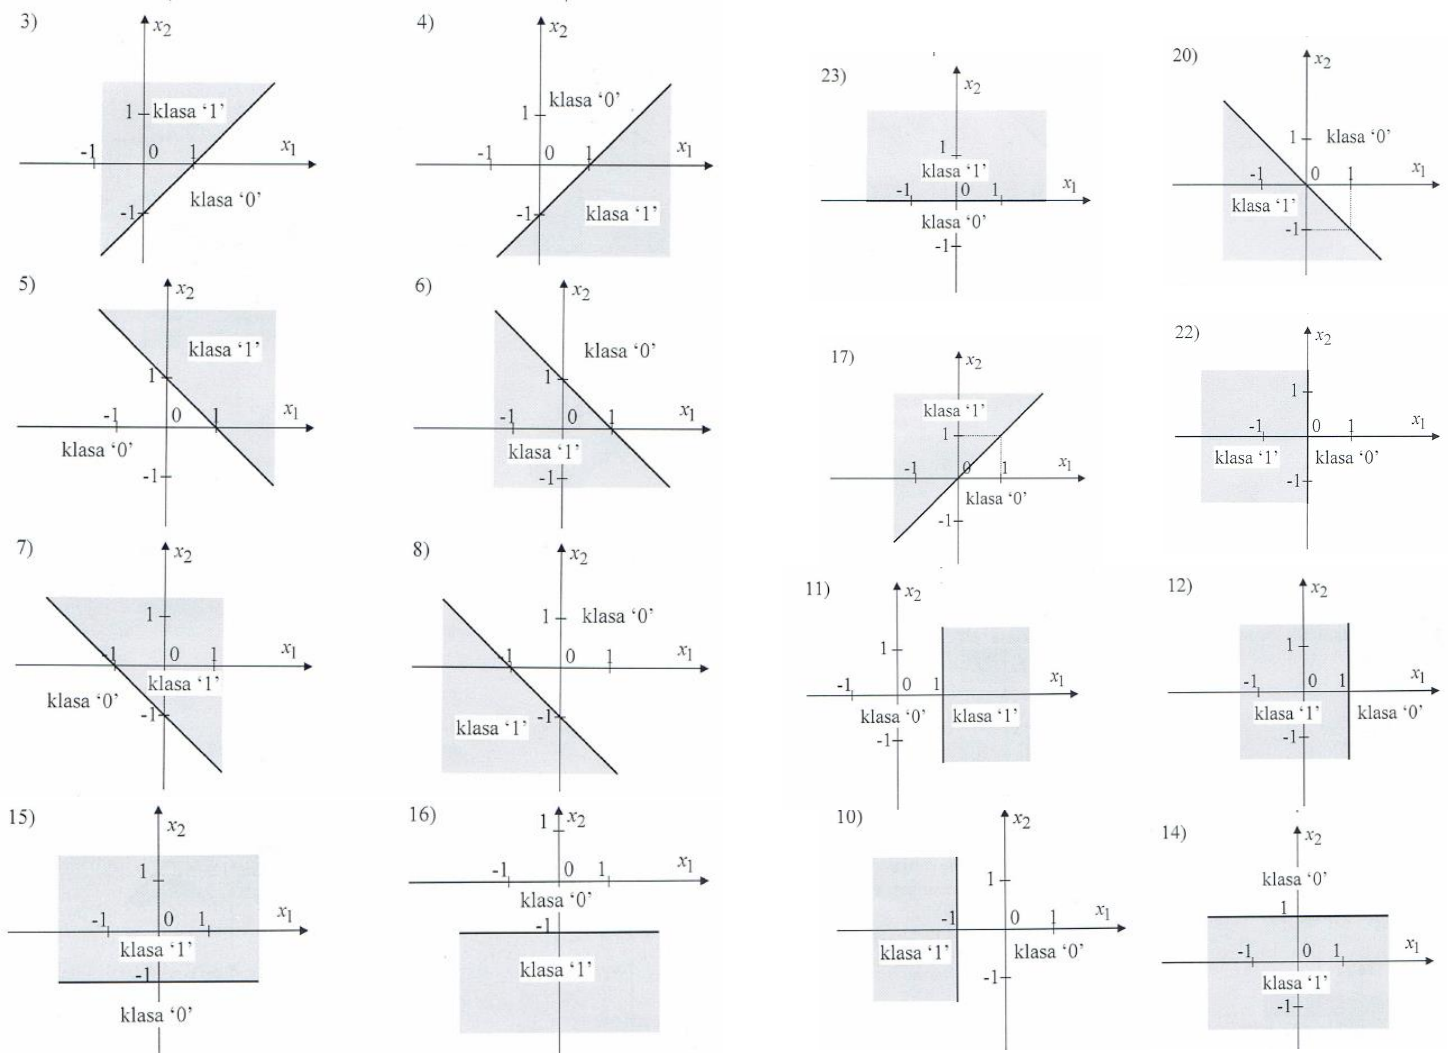 3)
x2
klasa ‘1’
1
-1 0 1 x1
klasa ‘0’
-1
4)
x2
klasa ‘0’
1
-1 0 1 x1
klasa ‘1’
-1
23)
x2
1
klasa ‘1’
-1 0 1 x1
klasa ‘0’
-1
20)
x2
1 klasa ‘0’
-1 0 1 x1
klasa ‘1’
-1
5)
x2
klasa ‘1’
1
-1 0 1 x1
klasa ‘0’
-1
6)
x2
klasa ‘0’
1
-1 0 1 x1
klasa ‘1’
-1
17)
x2
klasa ‘1’
1
-1 0 1 x1
klasa ‘0’
-1
22)
x2
1
-1 0 1 x1
klasa ‘1’ klasa ‘0’
-1
7)
x2
1
-1 0 1 x1
klasa ‘0’ klasa ‘1’
-1
8)
x2
1 klasa ‘0’
-1 0 1 x1
klasa ‘1’ -1
11)
x2
1
-1 0 1 x1
klasa ‘0’ klasa ‘1’
-1
12)
x2
1
-1 0 1 x1
klasa ‘1’ klasa ‘0’
-1
15)
x2
1
-1 0 1 x1
klasa ‘1’
-1
klasa ‘0’
16)
1 x2
-1 0 1 x1
klasa ‘0’
-1
klasa ‘1’
10)
x2
1
-1 0 1 x1
klasa ‘1’ klasa ‘0’
-1
14)
x2
klasa ‘0’
1
-1 0 1 x1
klasa ‘1’
-1